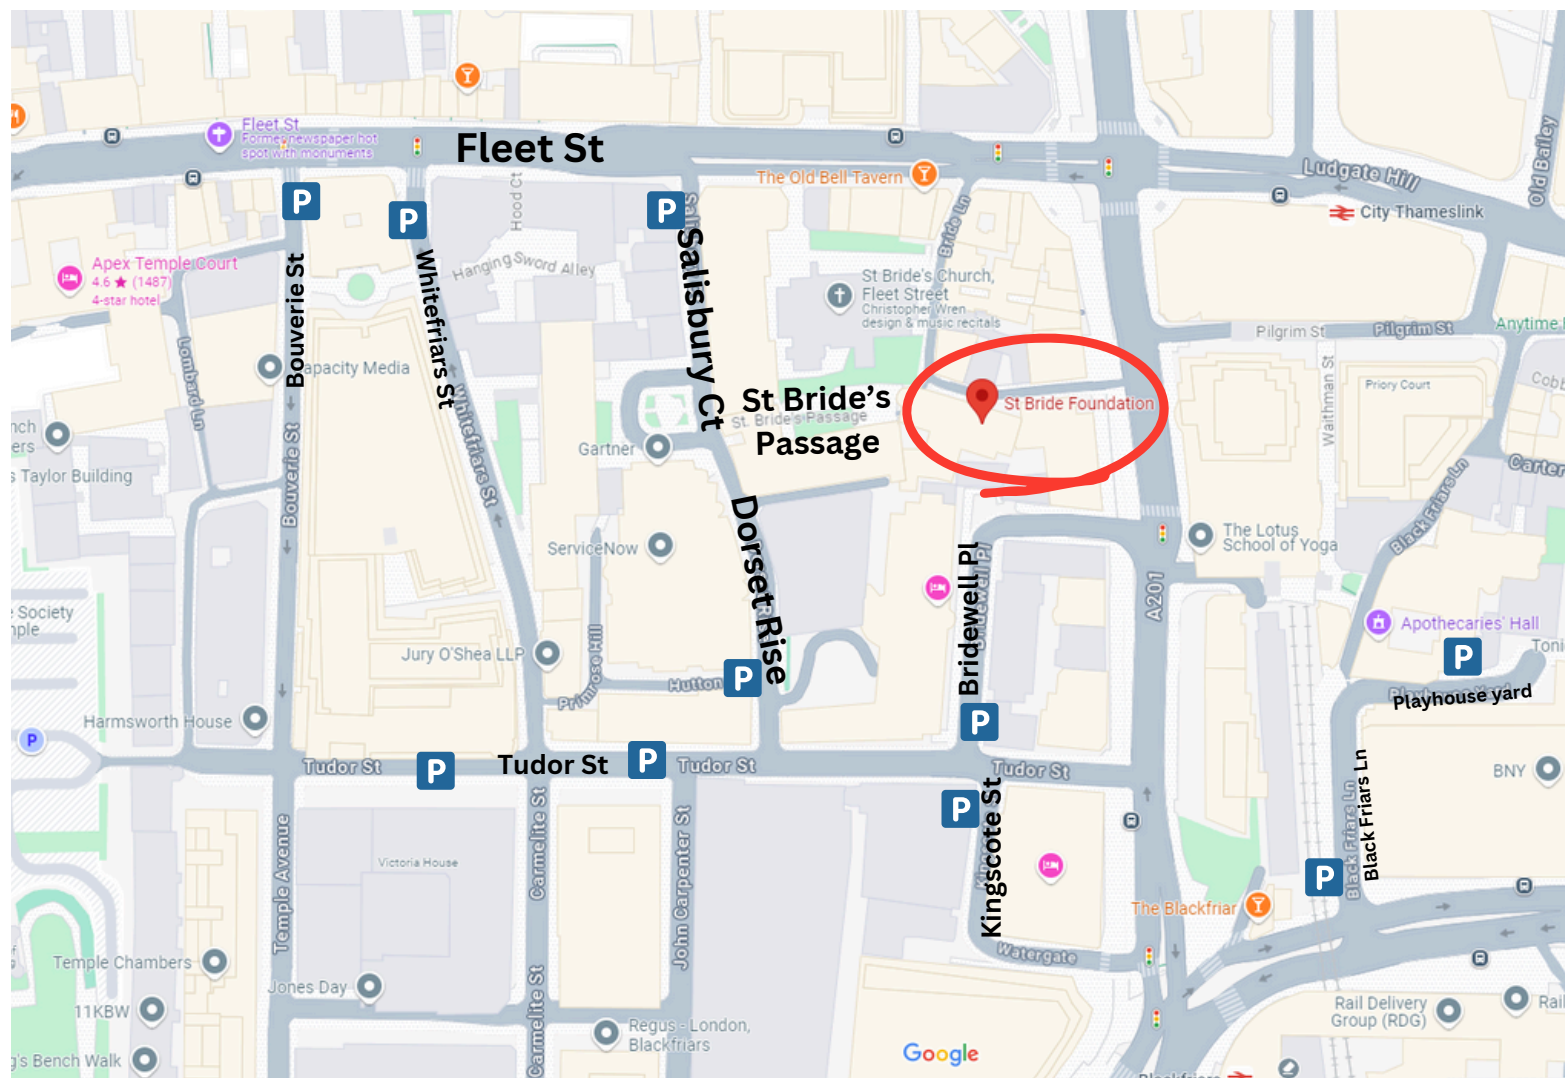 Fleet St
Former newspaper hot
spot with monuments
Fleet St
The Old Bell Tavern
Ludgate Hill
Old Bailey
City Thameslink
P
P
P
Hood Ct
Bride Ln
Apex Temple Court
4.6 ★ (1487)
4-star hotel
Hanging Sword Alley
St Bride's Church,
Fleet Street
Christopher Wren
design & music recitals
Bouverie St
Whitefriars St
Salisbury Ct
Pilgrim St
Pilgrim St
Anytime
Lombard Ln
Capacity Media
Whitefriars St
St Bride's
Passage
St. Bride's Passage
St Bride Foundation
Priory Court
Cobb
Waithman St
Gartner
Taylor Building
Bouverie St
Carter
Black Friars Ln
Dorset Rise
ServiceNow
The Lotus
School of Yoga
Bridewell Pl
Bridewell Pl
A201
Society
Apothecaries' Hall
P
Jury O'Shea LLP
Primrose Hill
Hutton
P
Playhouse yard
Harmsworth House
P
P
Tudor St
P
Tudor St
P
Tudor St
Tudor St
BNY
Kingscote St
P
Black Friars Ln
Black Friars Ln
P
Temple Avenue
Victoria House
Carmelite St
John Carpenter St
The Blackfriar
Watergate
Temple Chambers
Jones Day
Carmelite St
11KBW
Regus - London,
Blackfriars
Rail Delivery
Group (RDG)
Rail
g's Bench Walk
Google